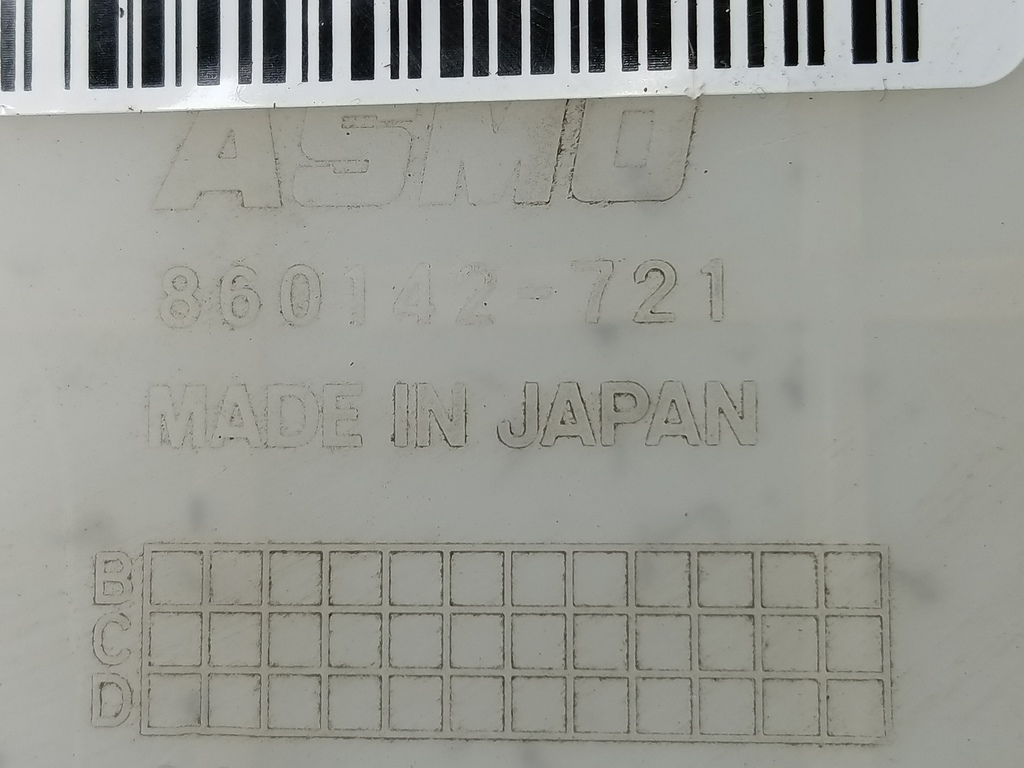 ASMO
860142-721
MADE IN JAPAN
B
C
D